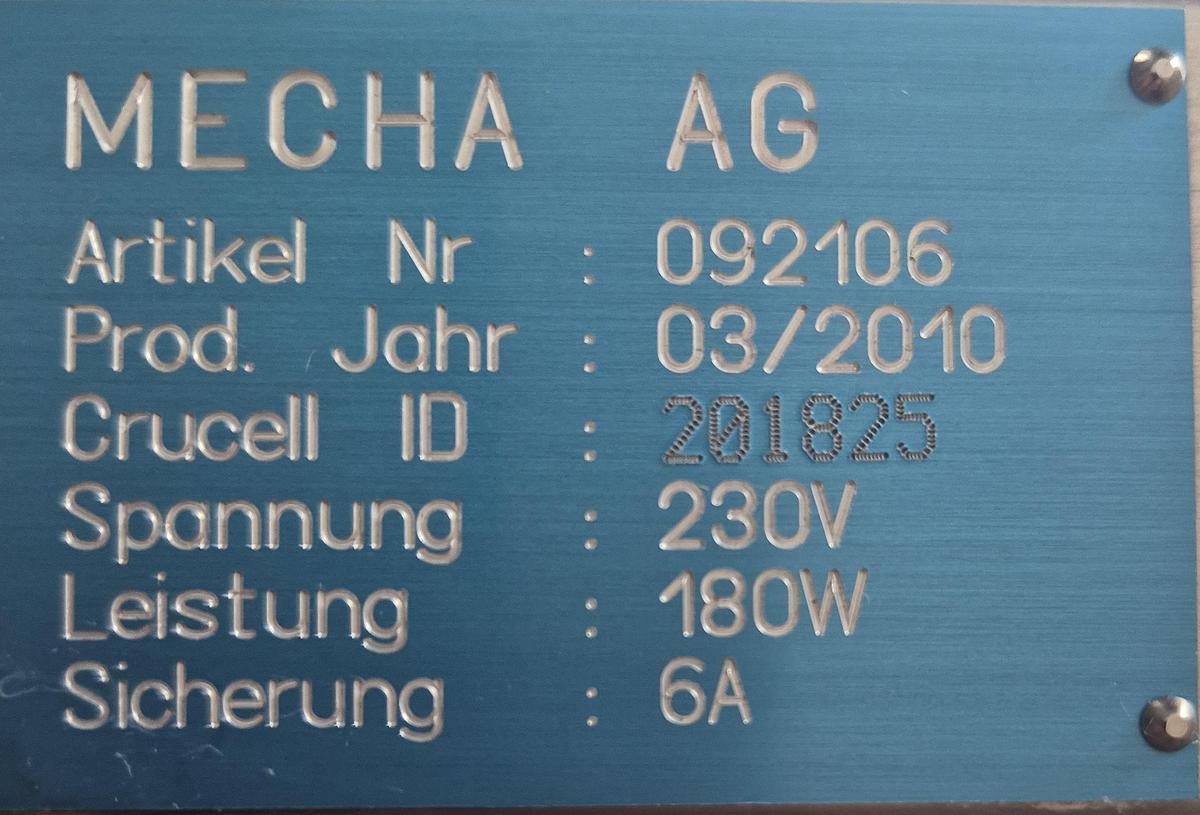 MECHA AG
Artikel Nr : 092106
Prod. Jahr : 03/2010
Crucell ID : 201825
Spannung : 230V
Leistung : 180W
Sicherung : 6A